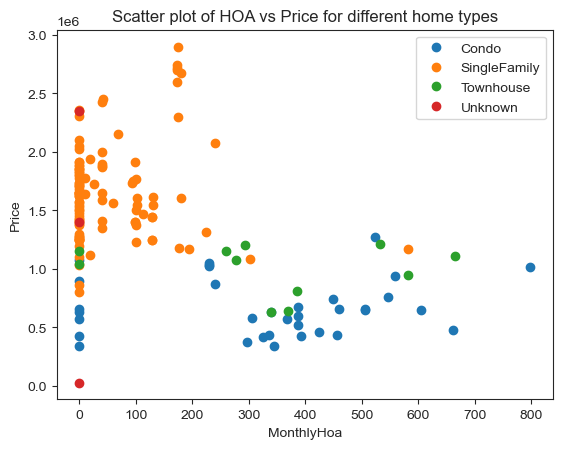 Scatter plot of HOA vs Price for different home types
1e6
3.0
2.5
2.0
1.5
1.0
0.5
0.0
Price
Condo
SingleFamily
Townhouse
Unknown
0 100 200 300 400 500 600 700 800
MonthlyHoa